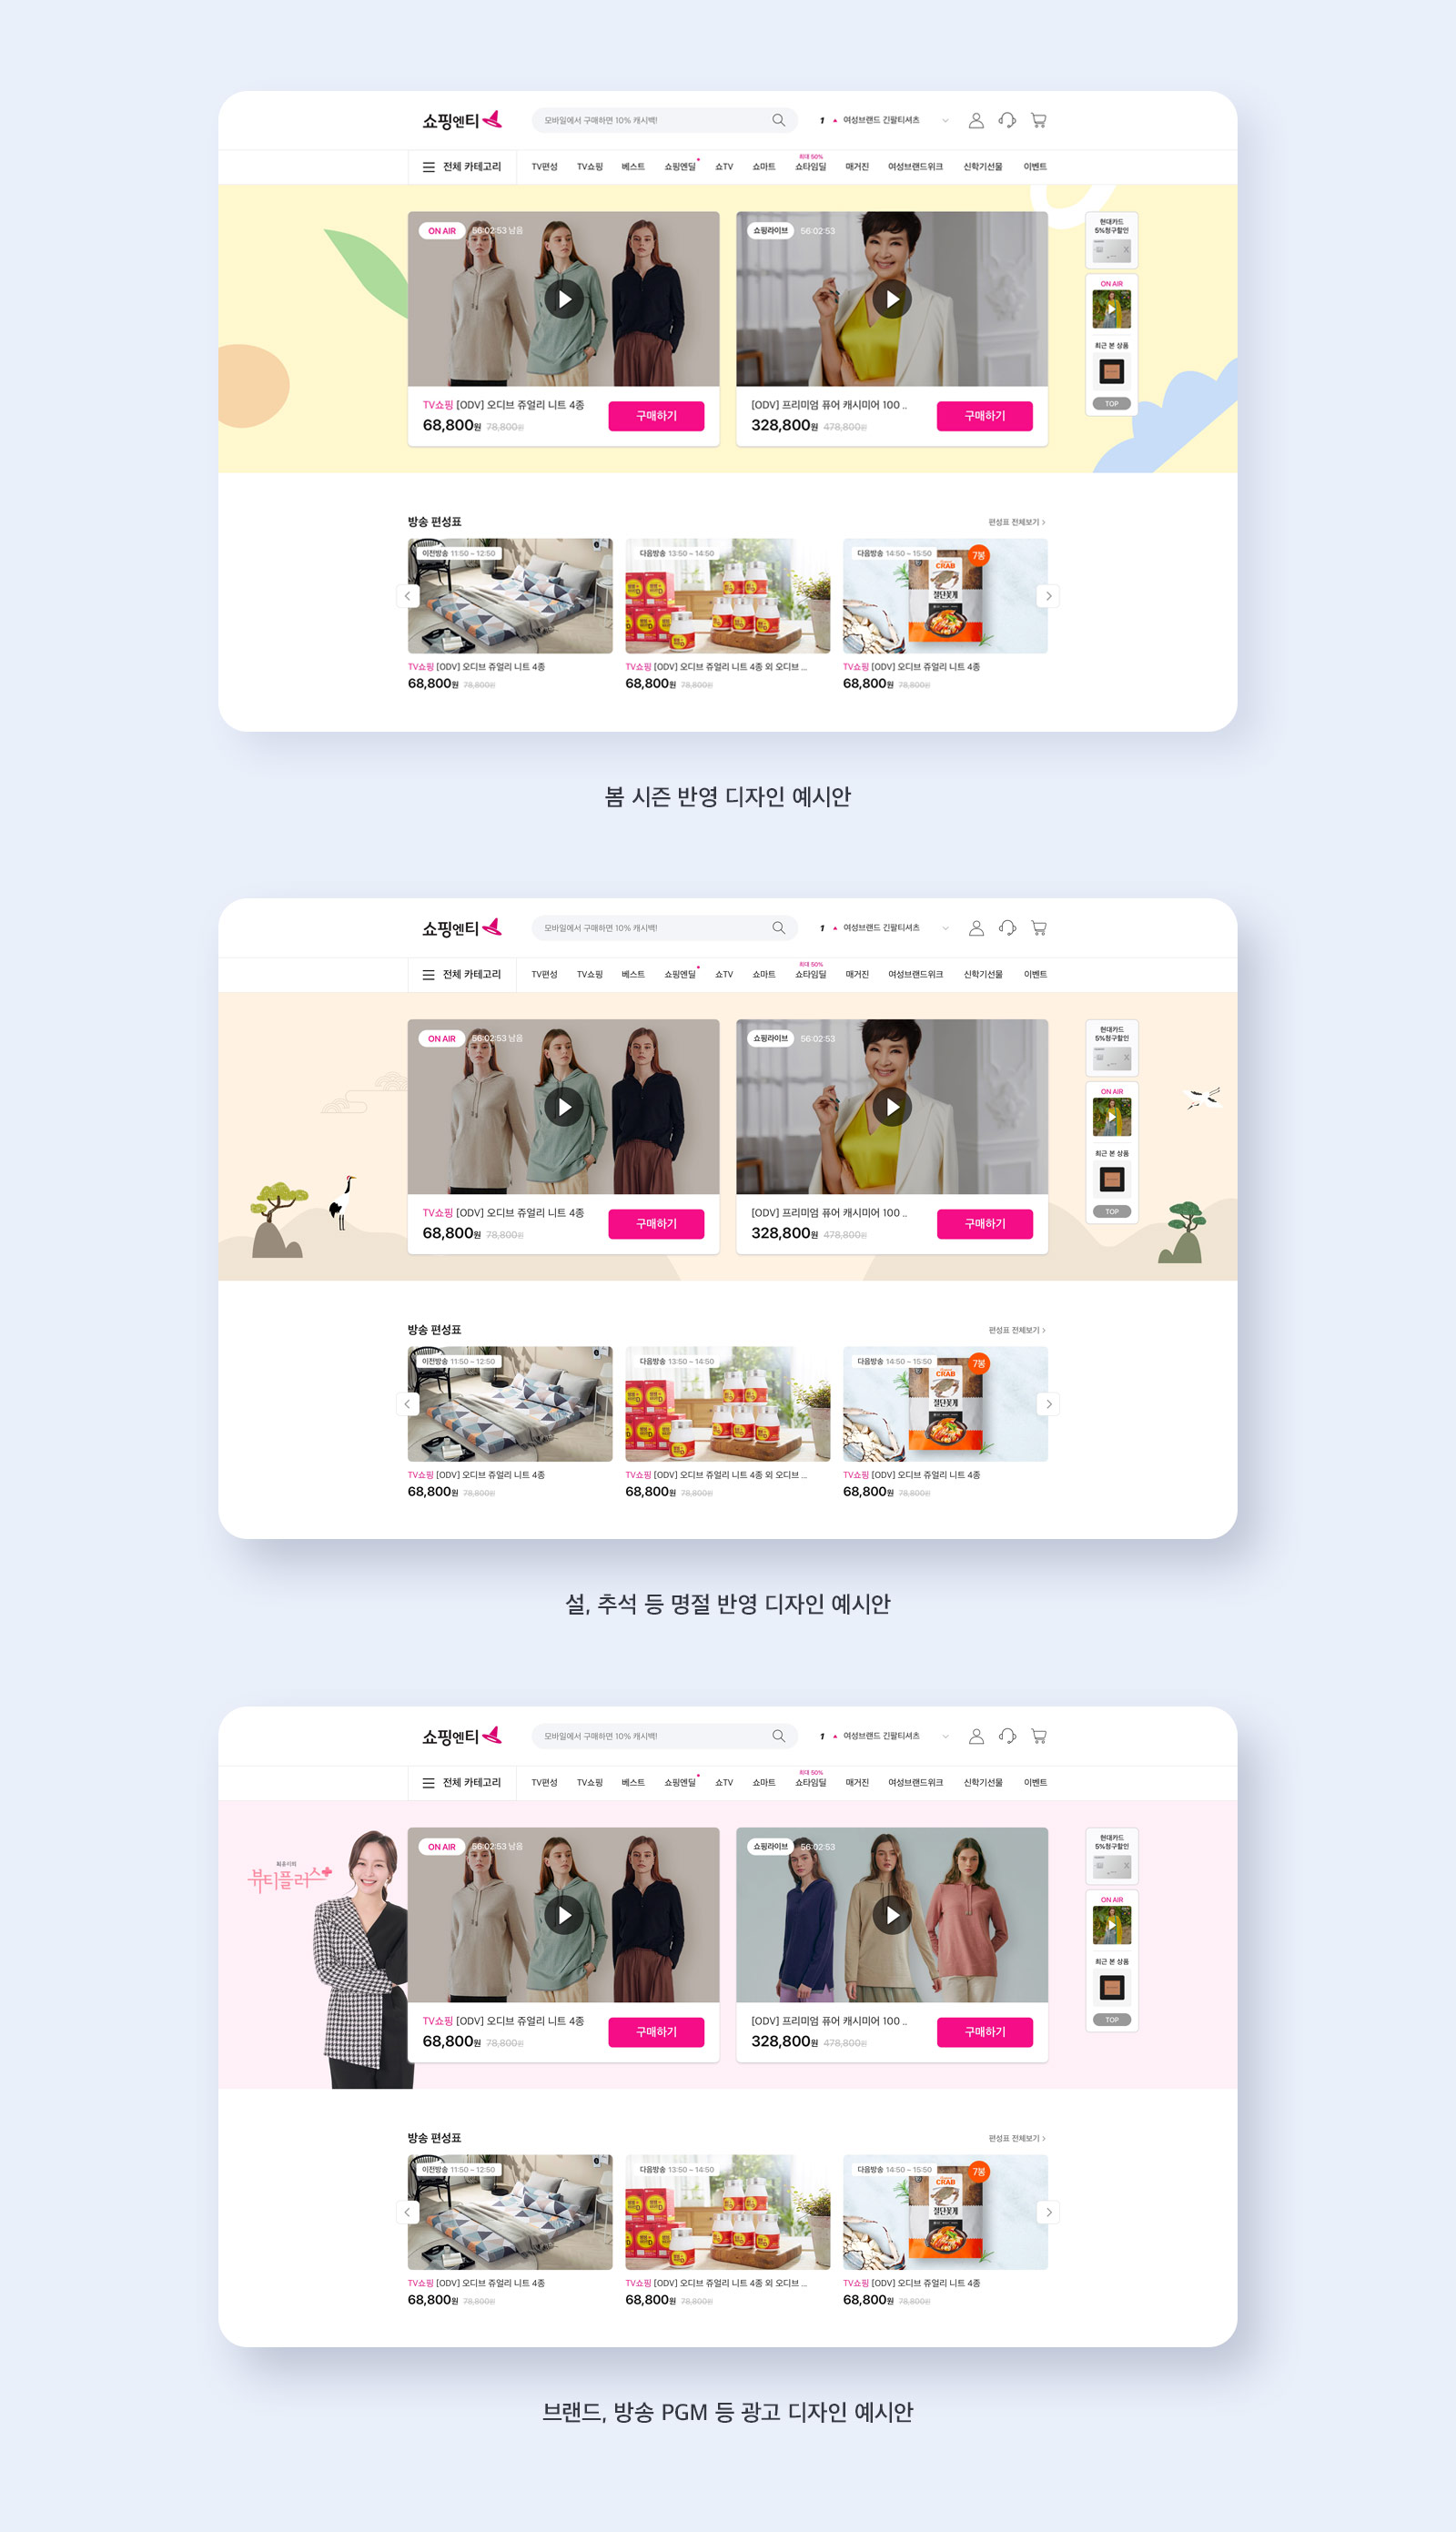 쇼핑엔티
모바일에서 구매하면 10% 캐시백!
1 여성브랜드 긴팔티셔츠
전체 카테고리 TV편성 TV쇼핑 베스트 쇼핑엔딜 쇼TV 쇼마트 쇼타임딜 매거진 여성브랜드위크 신학기선물 이벤트
최대 50%
ON AIR 56:02:53 남음
쇼핑라이브 56:02:53
TV쇼핑 [ODV] 오디브 쥬얼리 니트 4종
68,800원 78,800원
구매하기
[ODV] 프리미엄 퓨어 캐시미어 100 ..
328,800원 478,800원
구매하기
현대카드
5%청구할인
ON AIR
최근 본 상품
TOP
방송 편성표
편성표 전체보기 >
이전방송 11:50 ~ 12:50
다음방송 13:50 ~ 14:50
다음방송 14:50 ~ 15:50
7봉
CRAB
절단꽃게
TV쇼핑 [ODV] 오디브 쥬얼리 니트 4종
68,800원 78,800원
TV쇼핑 [ODV] 오디브 쥬얼리 니트 4종 외 오디브 ...
68,800원 78,800원
TV쇼핑 [ODV] 오디브 쥬얼리 니트 4종
68,800원 78,800원
봄 시즌 반영 디자인 예시안
쇼핑엔티
모바일에서 구매하면 10% 캐시백!
1 여성브랜드 긴팔티셔츠
전체 카테고리 TV편성 TV쇼핑 베스트 쇼핑엔딜 쇼TV 쇼마트 쇼타임딜 매거진 여성브랜드위크 신학기선물 이벤트
최대 50%
ON AIR 56:02:53 남음
쇼핑라이브 56:02:53
TV쇼핑 [ODV] 오디브 쥬얼리 니트 4종
68,800원 78,800원
구매하기
[ODV] 프리미엄 퓨어 캐시미어 100 ..
328,800원 478,800원
구매하기
현대카드
5%청구할인
ON AIR
최근 본 상품
TOP
방송 편성표
편성표 전체보기 >
이전방송 11:50 ~ 12:50
다음방송 13:50 ~ 14:50
다음방송 14:50 ~ 15:50
7봉
CRAB
절단꽃게
TV쇼핑 [ODV] 오디브 쥬얼리 니트 4종
68,800원 78,800원
TV쇼핑 [ODV] 오디브 쥬얼리 니트 4종 외 오디브 ...
68,800원 78,800원
TV쇼핑 [ODV] 오디브 쥬얼리 니트 4종
68,800원 78,800원
설, 추석 등 명절 반영 디자인 예시안
쇼핑엔티
모바일에서 구매하면 10% 캐시백!
1 여성브랜드 긴팔티셔츠
전체 카테고리 TV편성 TV쇼핑 베스트 쇼핑엔딜 쇼TV 쇼마트 쇼타임딜 매거진 여성브랜드위크 신학기선물 이벤트
최대 50%
뷰티플러스
ON AIR 56:02:53 남음
쇼핑라이브 56:02:53
TV쇼핑 [ODV] 오디브 쥬얼리 니트 4종
68,800원 78,800원
구매하기
[ODV] 프리미엄 퓨어 캐시미어 100 ..
328,800원 478,800원
구매하기
현대카드
5%청구할인
ON AIR
최근 본 상품
TOP
방송 편성표
편성표 전체보기 >
이전방송 11:50 ~ 12:50
다음방송 13:50 ~ 14:50
다음방송 14:50 ~ 15:50
7봉
CRAB
절단꽃게
TV쇼핑 [ODV] 오디브 쥬얼리 니트 4종
68,800원 78,800원
TV쇼핑 [ODV] 오디브 쥬얼리 니트 4종 외 오디브 ...
68,800원 78,800원
TV쇼핑 [ODV] 오디브 쥬얼리 니트 4종
68,800원 78,800원
브랜드, 방송 PGM 등 광고 디자인 예시안